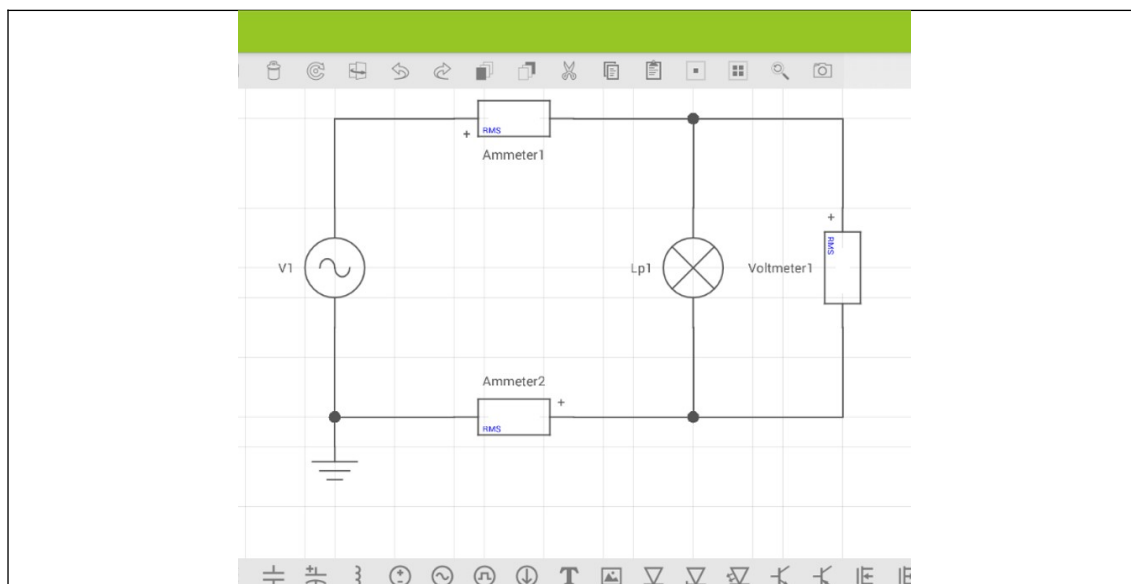 RMS
+
Ammeter1
+
RMS
V1
Lp1
Voltmeter1
Ammeter2
+
RMS
T